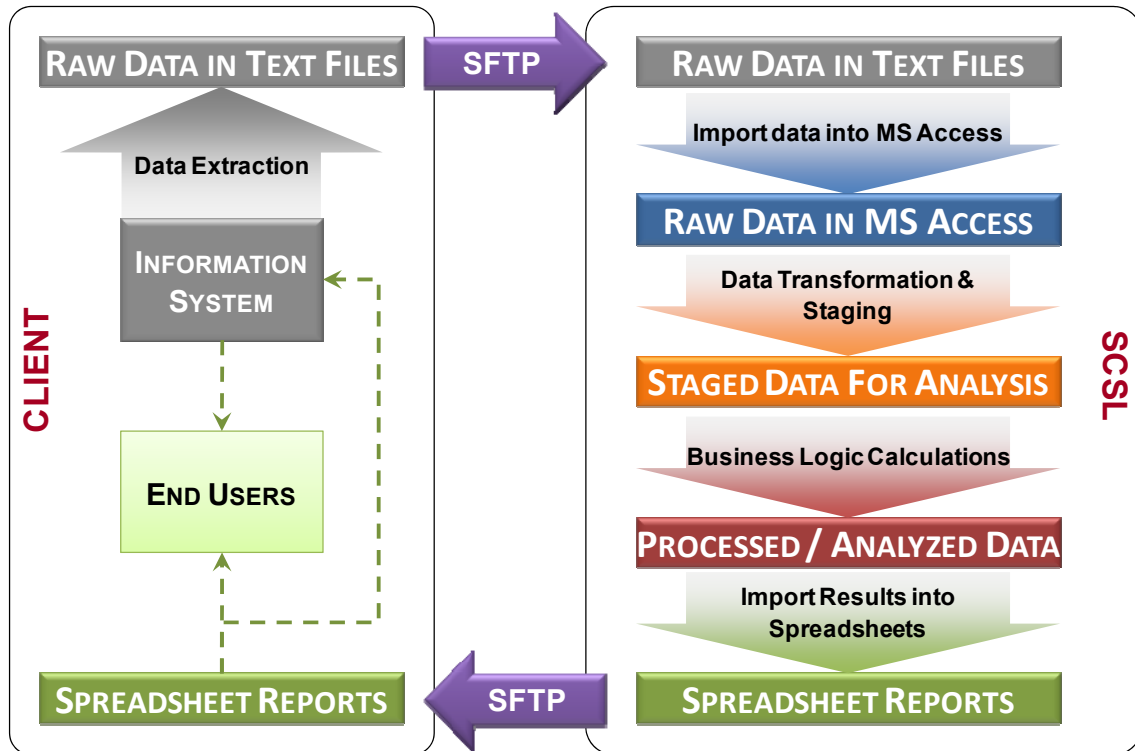 RAW DATA IN TEXT FILES
SFTP
RAW DATA IN TEXT FILES
Data Extraction
Import data into MS Access
INFORMATION
SYSTEM
RAW DATA IN MS ACCESS
Data Transformation &
Staging
CLIENT
SCSL
STAGED DATA FOR ANALYSIS
END USERS
Business Logic Calculations
PROCESSED / ANALYZED DATA
Import Results into
Spreadsheets
SPREADSHEET REPORTS
SFTP
SPREADSHEET REPORTS